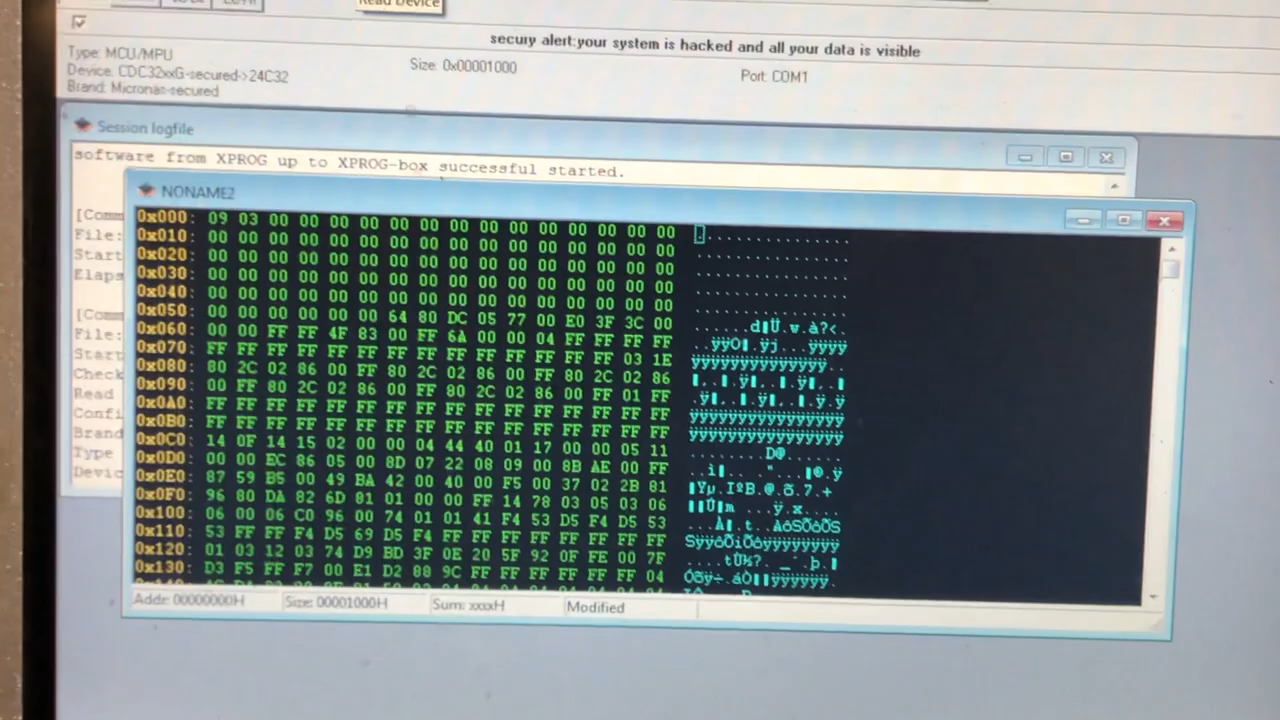 Read Device
secury alert:your system is hacked and all your data is visible
Type: MCU/MPU
Device: CDC32xxG-secured->24C32
Brand: Micronas-secured
Size: 0x00001000
Port: COM1
Session logfile
software from XPROG up to XPROG-box successful started.
[Comm
File:
Start
Elaps
[Comm
File:
Start
Check
Read
Confi
Brand
Type
Devic
NONAME2
0x000: 09 03 00 00 00 00 00 00 00 00 00 00 00 00 00 00
0x010: 00 00 00 00 00 00 00 00 00 00 00 00 00 00 00 00
0x020: 00 00 00 00 00 00 00 00 00 00 00 00 00 00 00 00
0x030: 00 00 00 00 00 00 00 00 00 00 00 00 00 00 00 00
0x040: 00 00 00 00 00 00 00 00 00 00 00 00 00 00 00 00
0x050: 00 00 00 00 00 00 64 80 DC 05 77 00 E0 3F 3C 00
0x060: 00 00 FF FF 4F 83 00 FF 6A 00 00 04 FF FF FF FF
0x070: FF FF FF FF FF FF FF FF FF FF FF FF FF FF 03 1E
0x080: 80 2C 02 86 00 FF 80 2C 02 86 00 FF 80 2C 02 86
0x090: 00 FF 80 2C 02 86 00 FF 80 2C 02 86 00 FF 01 FF
0x0A0: FF FF FF FF FF FF FF FF FF FF FF FF FF FF FF FF
0x0B0: FF FF FF FF FF FF FF FF FF FF FF FF FF FF FF FF
0x0C0: 14 0F 14 15 02 00 00 04 44 40 01 17 00 00 05 11
0x0D0: 00 00 EC 86 05 00 8D 07 22 08 09 00 8B AE 00 FF
0x0E0: 87 59 B5 00 49 BA 42 00 40 00 F5 00 37 02 2B 81
0x0F0: 96 80 DA 82 6D 81 01 00 00 FF 14 78 03 05 03 06
0x100: 06 00 06 C0 96 00 74 01 01 41 F4 53 D5 F4 D5 53
0x110: 53 FF FF F4 D5 69 D5 F4 FF FF FF FF FF FF FF FF
0x120: 01 03 12 03 74 D9 BD 3F 0E 20 5F 92 0F FE 00 7F
0x130: D3 F5 FF F7 00 E1 D2 88 9C FF FF FF FF FF FF 04
Addr: 00000000H
Size: 00001000H
Sum: xxxxH
Modified